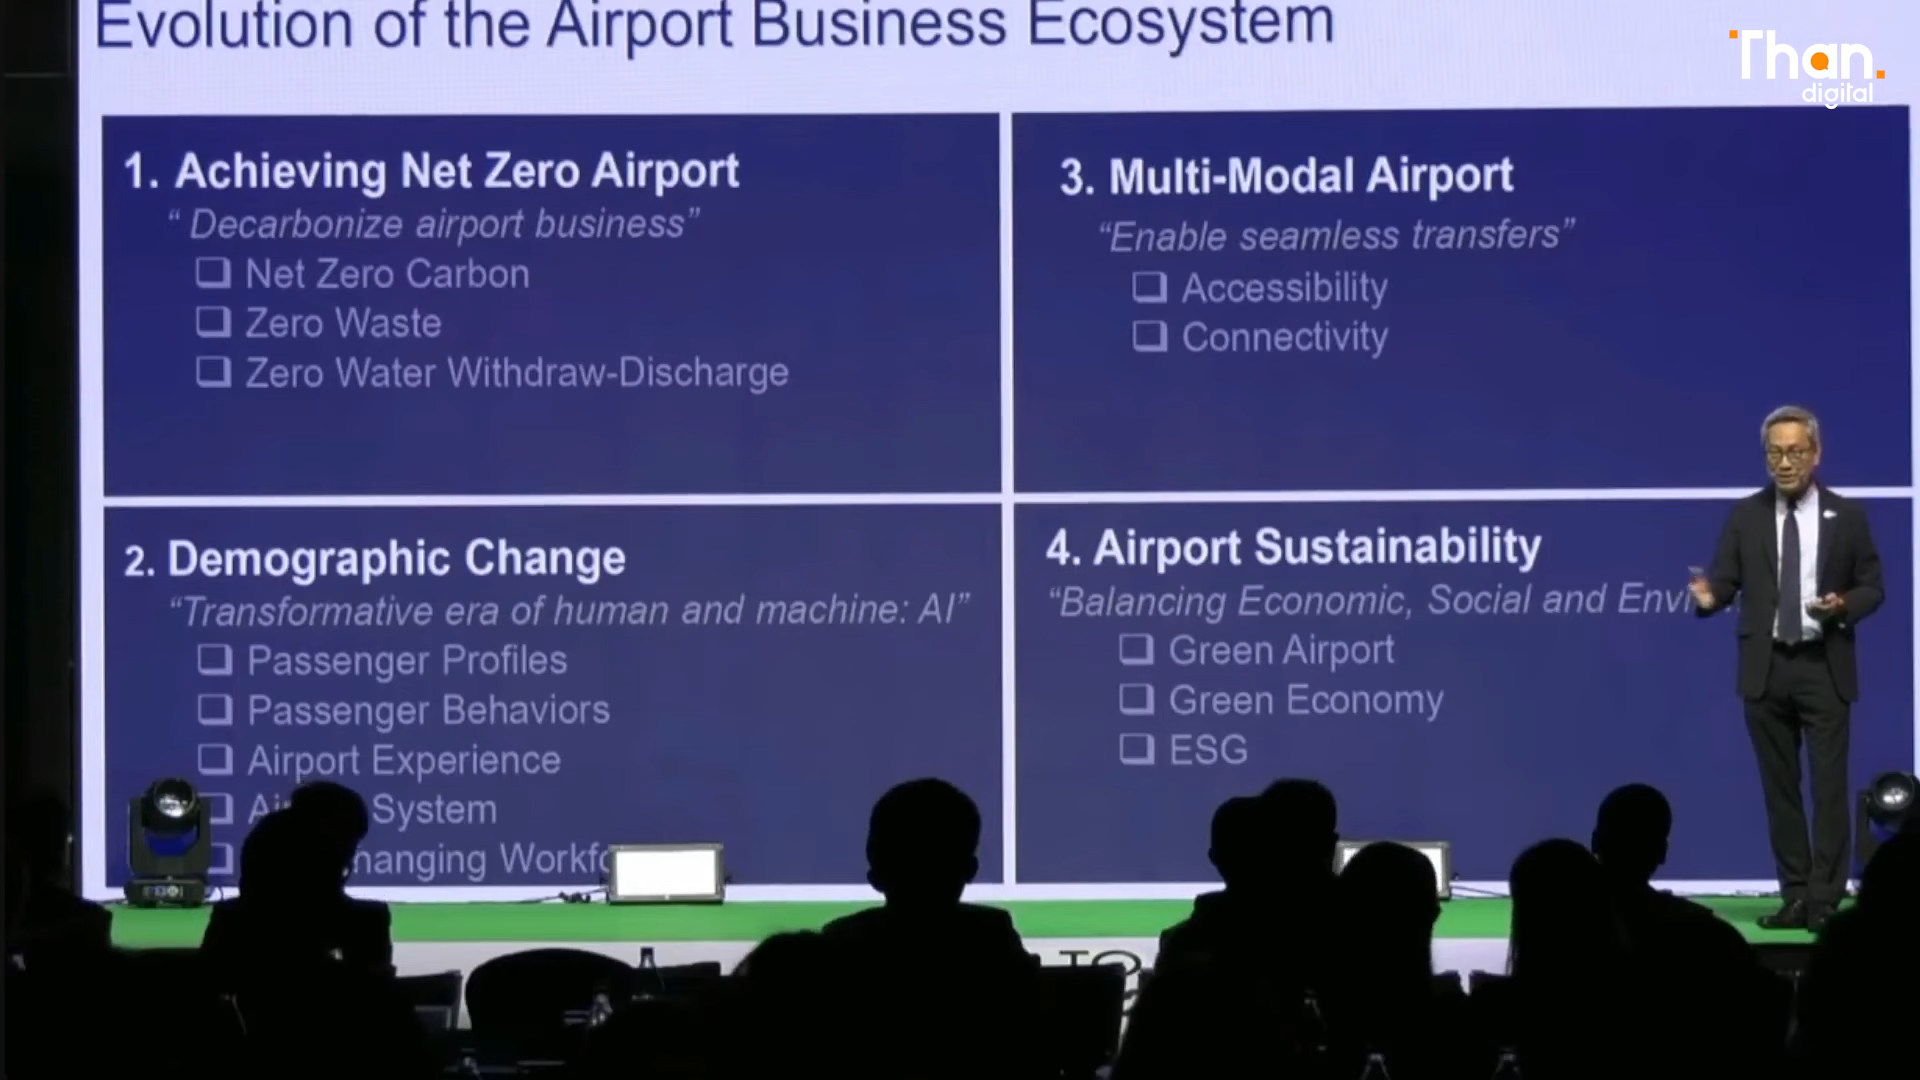 Evolution of the Airport Business Ecosystem
Than.
digital
1. Achieving Net Zero Airport
“ Decarbonize airport business”
❑ Net Zero Carbon
❑ Zero Waste
❑ Zero Water Withdraw-Discharge
2. Demographic Change
“Transformative era of human and machine: AI”
❑ Passenger Profiles
❑ Passenger Behaviors
❑ Airport Experience
System
3. Multi-Modal Airport
“Enable seamless transfers”
❑ Accessibility
❑ Connectivity
4. Airport Sustainability
“Balancing Economic, Social and
❑ Green Airport
❑ Green Economy
❑ ESG